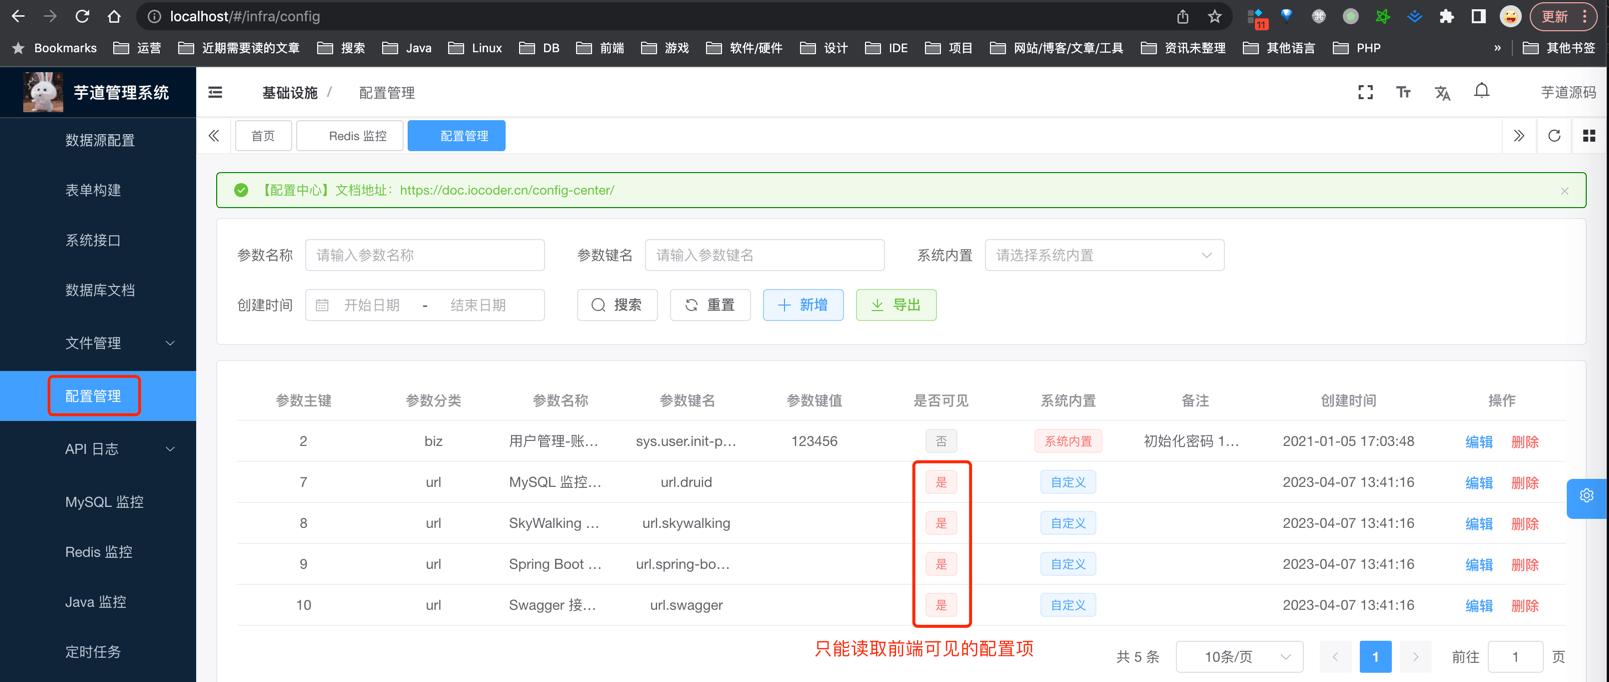 localhost/#/infra/config
11
更新
Bookmarks 运营 近期需要读的文章 搜索 Java Linux DB 前端 游戏 软件/硬件 设计 IDE 项目 网站/博客/文章/工具 资讯未整理 其他语言 PHP » 其他书签
芋道管理系统
基础设施 / 配置管理
芋道源码
首页 Redis 监控 配置管理
数据源配置
表单构建
系统接口
数据库文档
文件管理
配置管理
API 日志
MySQL 监控
Redis 监控
Java 监控
定时任务
【配置中心】文档地址：https://doc.iocoder.cn/config-center/
参数名称 请输入参数名称 参数键名 请输入参数键名 系统内置 请选择系统内置
创建时间 开始日期 - 结束日期 搜索 重置 新增 导出
参数主键 参数分类 参数名称 参数键名 参数键值 是否可见 系统内置 备注 创建时间 操作
2 biz 用户管理-账... sys.user.init-p... 123456 否 系统内置 初始化密码 1... 2021-01-05 17:03:48 编辑 删除
7 url MySQL 监控... url.druid 是 自定义 2023-04-07 13:41:16 编辑 删除
8 url SkyWalking ... url.skywalking 是 自定义 2023-04-07 13:41:16 编辑 删除
9 url Spring Boot ... url.spring-bo... 是 自定义 2023-04-07 13:41:16 编辑 删除
10 url Swagger 接... url.swagger 是 自定义 2023-04-07 13:41:16 编辑 删除
只能读取前端可见的配置项
共 5 条 10条/页 1 前往 1 页